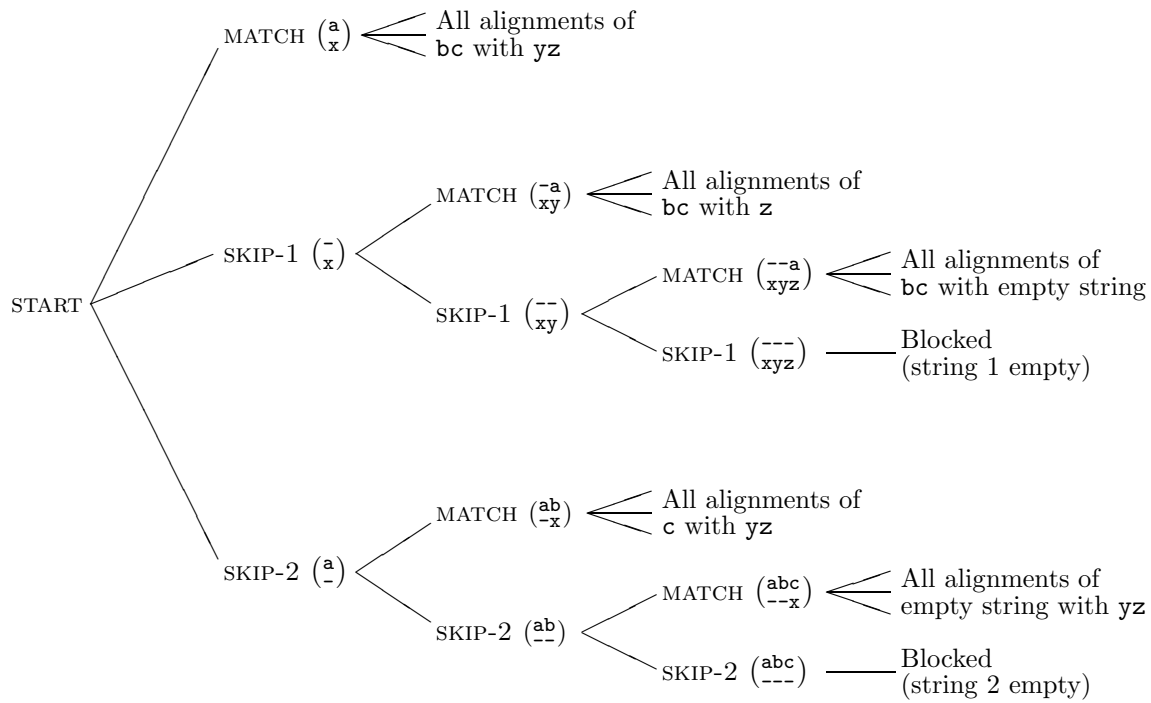 MATCH (a
x)
All alignments of
bc with yz
MATCH (-a
xy)
All alignments of
bc with z
SKIP-1 (-
x)
MATCH (--a
xyz)
All alignments of
bc with empty string
START
SKIP-1 (--
xy)
SKIP-1 (---
xyz)
Blocked
(string 1 empty)
MATCH (ab
-x)
All alignments of
c with yz
SKIP-2 (a
-)
MATCH (abc
--x)
All alignments of
empty string with yz
SKIP-2 (ab
--)
SKIP-2 (abc
---)
Blocked
(string 2 empty)